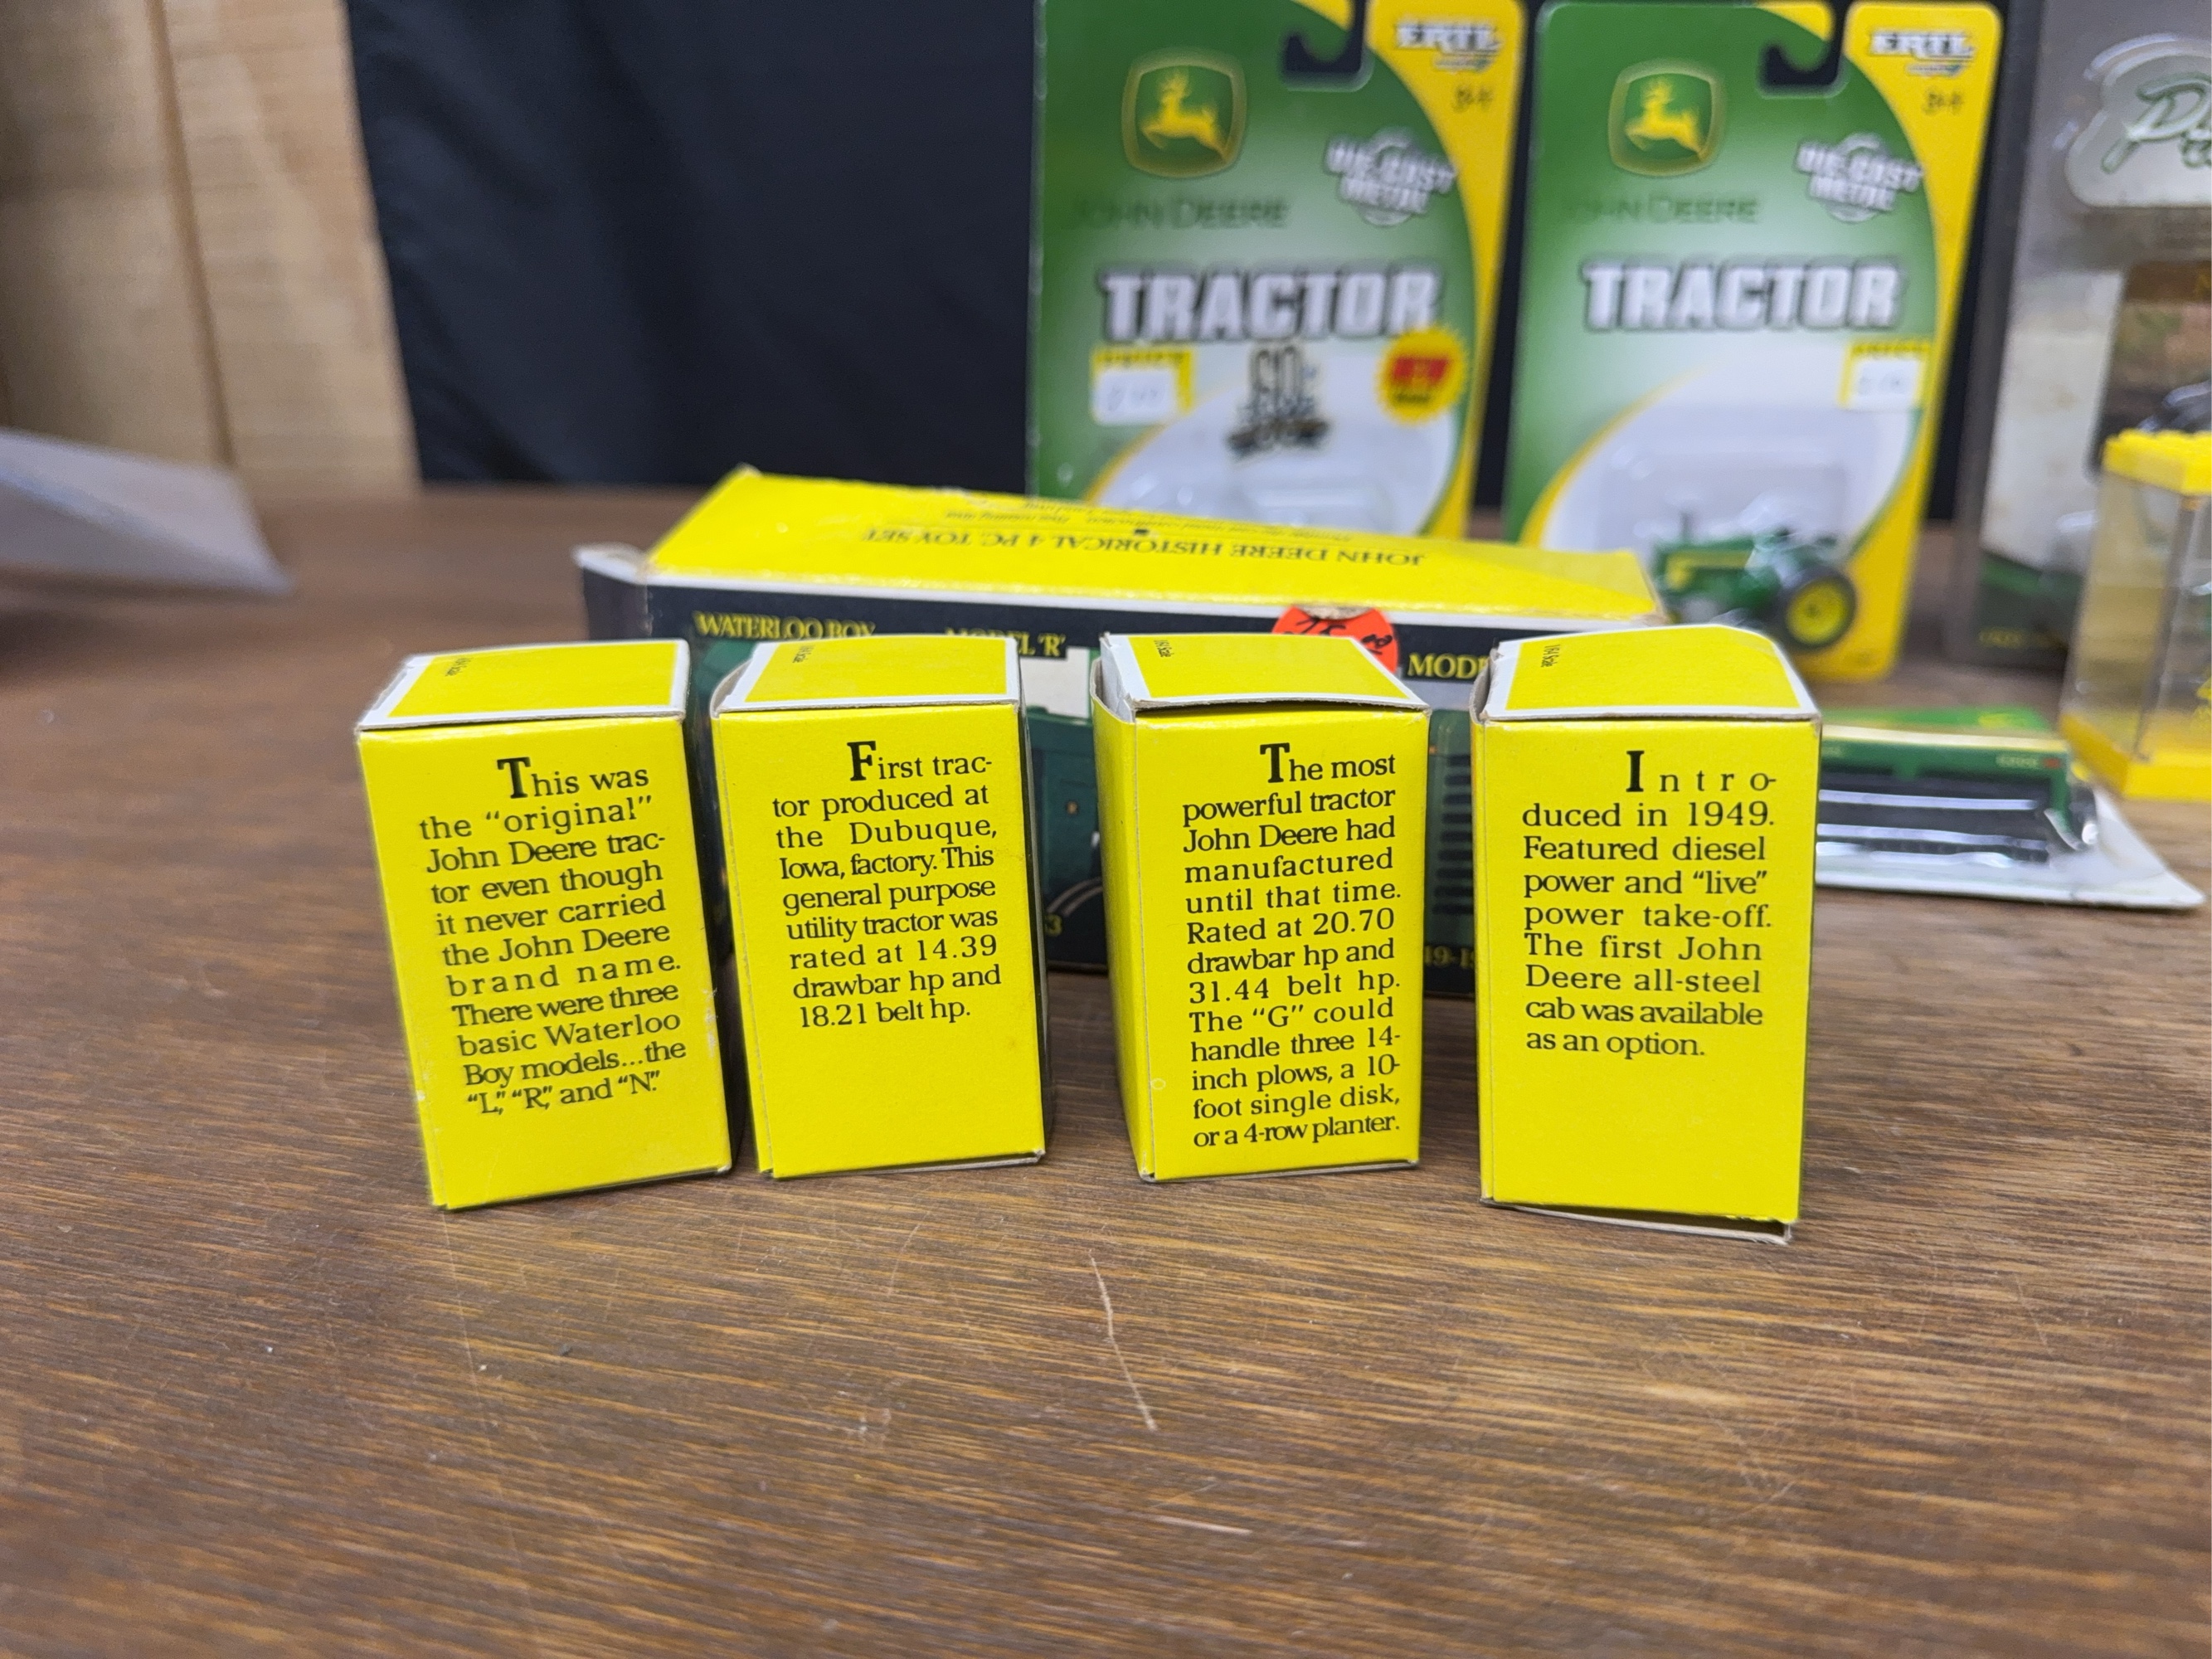 ERTL
JOHN DEERE
DIE-CAST
METAL
TRACTOR
ERTL
JOHN DEERE
DIE-CAST
METAL
TRACTOR
JOHN DEERE HISTORICAL 4 PC. TOY SET
WATERLOO BOY
MODEL 'R'
MODE
This was
the “original”
John Deere trac-
tor even though
it never carried
the John Deere
brand name.
There were three
basic Waterloo
Boy models...the
“L,” “R,” and “N.”
First trac-
tor produced at
the Dubuque,
Iowa, factory. This
general purpose
utility tractor was
rated at 14.39
drawbar hp and
18.21 belt hp.
The most
powerful tractor
John Deere had
manufactured
until that time.
Rated at 20.70
drawbar hp and
31.44 belt hp.
The “G” could
handle three 14-
inch plows, a 10-
foot single disk,
or a 4-row planter.
Intro-
duced in 1949.
Featured diesel
power and “live”
power take-off.
The first John
Deere all-steel
cab was available
as an option.